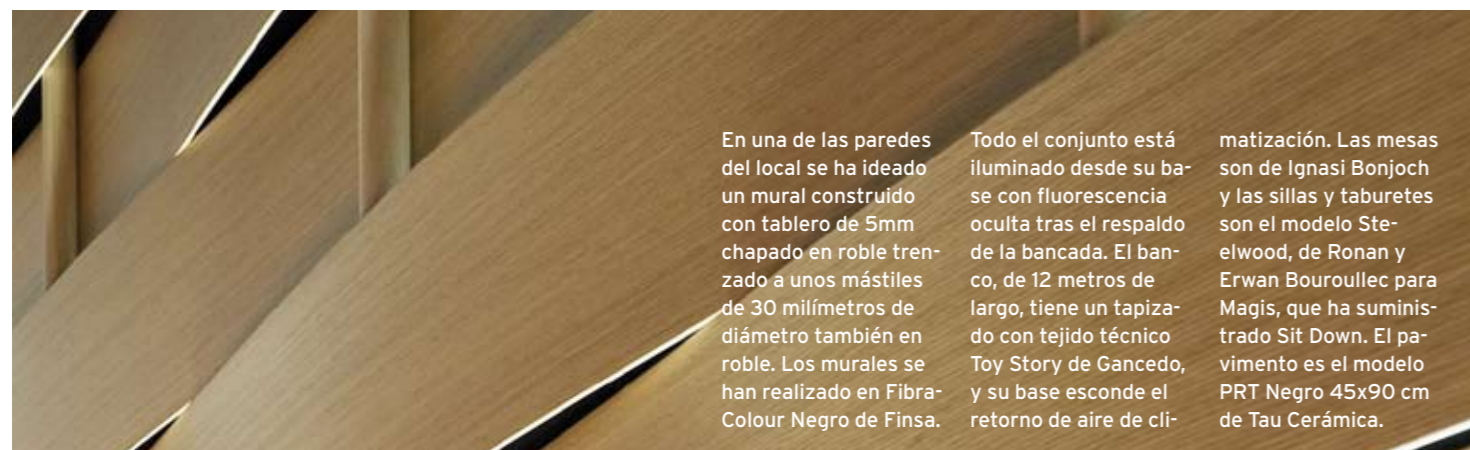 En una de las paredes
del local se ha ideado
un mural construido
con tablero de 5mm
chapado en roble tren-
zado a unos mástiles
de 30 milímetros de
diámetro también en
roble. Los murales se
han realizado en Fibra-
Colour Negro de Finsa.
Todo el conjunto está
iluminado desde su ba-
se con fluorescencia
oculta tras el respaldo
de la bancada. El ban-
co, de 12 metros de
largo, tiene un tapiza-
do con tejido técnico
Toy Story de Gancedo,
y su base esconde el
retorno de aire de cli-
matización. Las mesas
son de Ignasi Bonjoch
y las sillas y taburetes
son el modelo Ste-
elwood, de Ronan y
Erwan Bouroullec para
Magis, que ha suminis-
trado Sit Down. El pa-
vimento es el modelo
PRT Negro 45x90 cm
de Tau Cerámica.